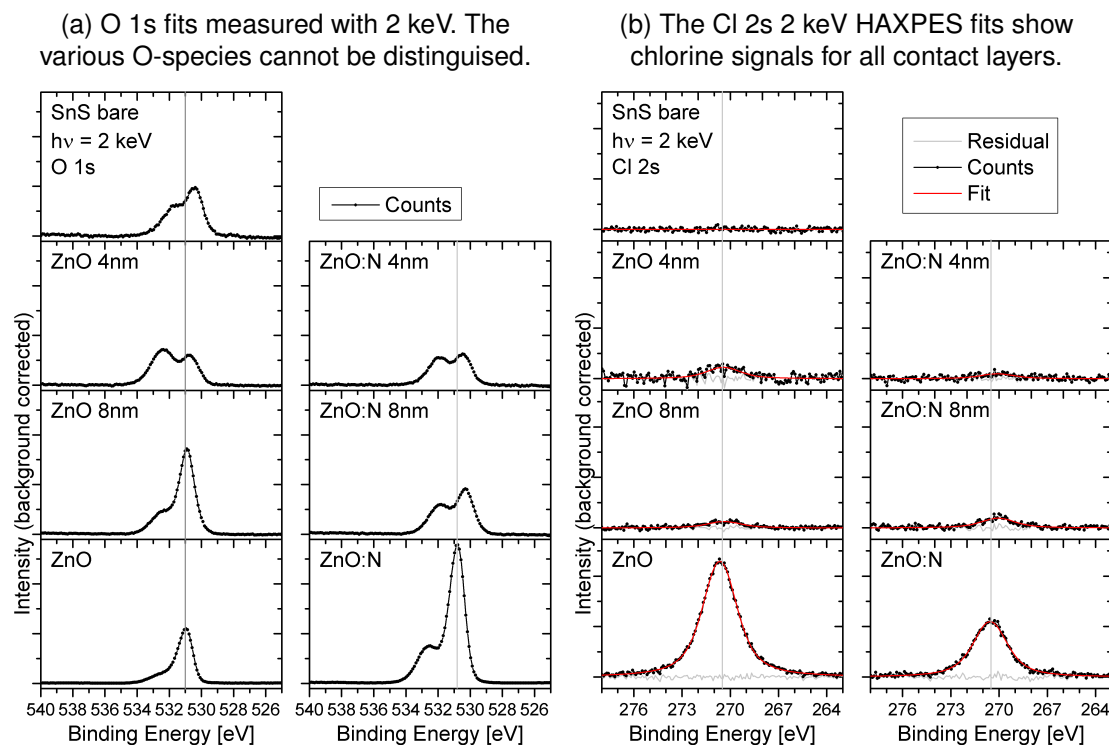 (a) O 1s fits measured with 2 keV. The
various O-species cannot be distinguised.
(b) The Cl 2s 2 keV HAXPES fits show
chlorine signals for all contact layers.
Intensity (background corrected)
SnS bare
hν = 2 keV
O 1s
Counts
ZnO 4nm
ZnO:N 4nm
ZnO 8nm
ZnO:N 8nm
ZnO
ZnO:N
540 538 536 534 532 530 528 526
540 538 536 534 532 530 528 526
Binding Energy [eV]
Binding Energy [eV]
Intensity (background corrected)
SnS bare
hν = 2 keV
Cl 2s
Residual
Counts
Fit
ZnO 4nm
ZnO:N 4nm
ZnO 8nm
ZnO:N 8nm
ZnO
ZnO:N
276 273 270 267 264
276 273 270 267 264
Binding Energy [eV]
Binding Energy [eV]